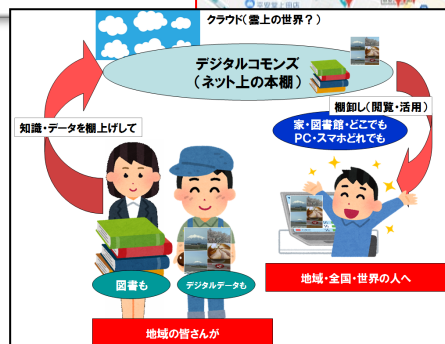 クラウド(雲上の世界?)
デジタルコモンズ
(ネット上の本棚)
棚卸し(閲覧・活用)
知識・データを棚上げして
家・図書館・どこでも
PC・スマホどれでも
図書も
デジタルデータも
地域・全国・世界の人へ
地域の皆さんが